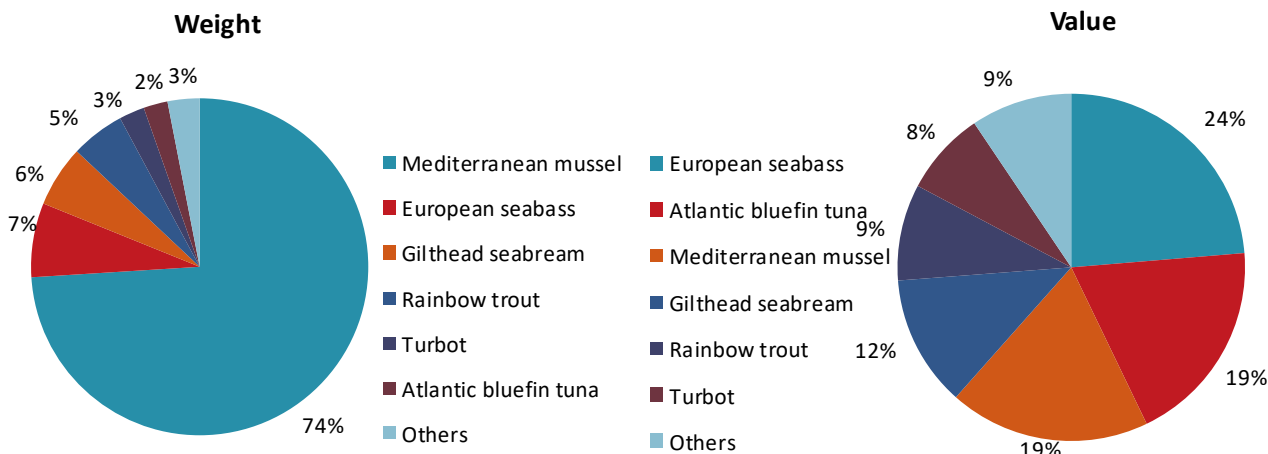 Weight
2%
3%
3%
5%
6%
7%
74%
Mediterranean mussel
European seabass
Gilthead seabream
Rainbow trout
Turbot
Atlantic bluefin tuna
Others
Value
European seabass
Atlantic bluefin tuna
Mediterranean mussel
Gilthead seabream
Rainbow trout
Turbot
Others
9%
24%
8%
9%
12%
19%
19%